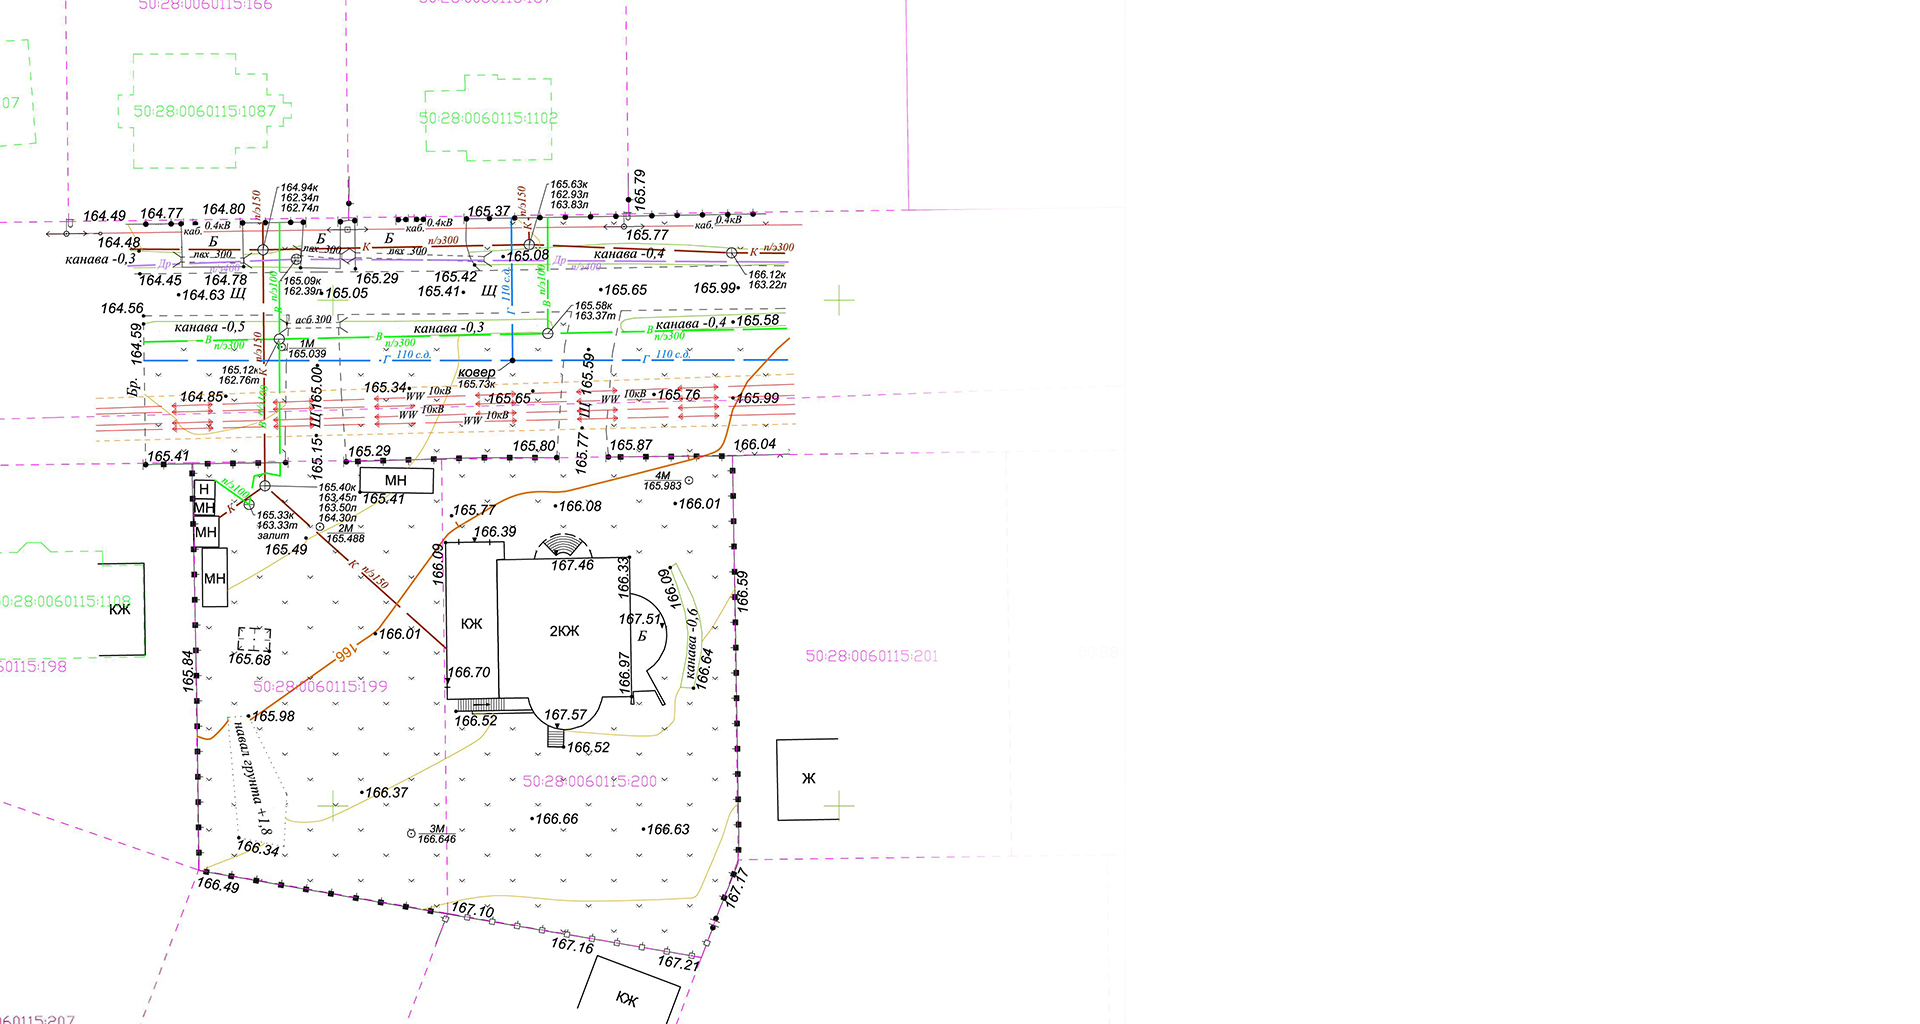 50:28:0060115:166
07
50:28:0060115:1087
50:28:0060115:1102
165.79
164.49
164.77
164.80
п/э150
164.94к
162.34л
162.74л
165.37
п/э150
165.63к
162.93л
163.83л
каб. 0.4кВ
каб. 0.4кВ
каб. 0.4кВ
165.77
164.48
Б
Б
Б
К
п/э300
К
К
п/э300
канава -0,3
пвх 300
пвх 300
165.08
канава -0,4
Др
п/э400
Др
п/э400
164.45
164.78
165.09к
162.39л
165.29
165.42
166.12к
163.22л
164.63
Щ
165.05
165.41
Щ
165.65
165.99
п/э100
В
110 с.д.
Г
п/э100
В
164.56
165.58к
163.37т
канава -0,5
асб.300
канава -0,3
канава -0,4
165.58
164.59
В
п/э300
В
п/э300
В
п/э300
1М
165.039
п/э150
К
Г
110 с.д.
Г
110 с.д.
165.12к
162.76т
ковер
165.73к
165.59
Бр.
164.85
165.00
Щ
165.34
WW 10кВ
165.65
WW 10кВ
165.76
165.99
Щ
WW 10кВ
WW 10кВ
В
п/э100
165.41
165.15
165.29
165.80
165.77
165.87
166.04
Н
МН
МН
МН
МН
п/э100
К
165.41
165.40к
163.45л
163.50л
164.30л
165.33к
163.33т
залит
2М
165.488
165.49
4М
165.983
166.01
166.08
165.77
166.39
166.09
К
п/э150
167.46
166.33
166.09
166.59
50:28:0060115:1108
КЖ
КЖ
2КЖ
167.51
Б
канава -0,6
166.01
166
165.68
165.84
166.70
166.97
166.64
60115:198
50:28:0060115:199
50:28:0060115:201
165.98
166.52
167.57
166.52
навал грунта +1,8
50:28:0060115:200
Ж
166.37
166.66
166.63
3М
166.646
166.34
166.49
167.10
167.17
167.16
167.21
КЖ
0060115:207